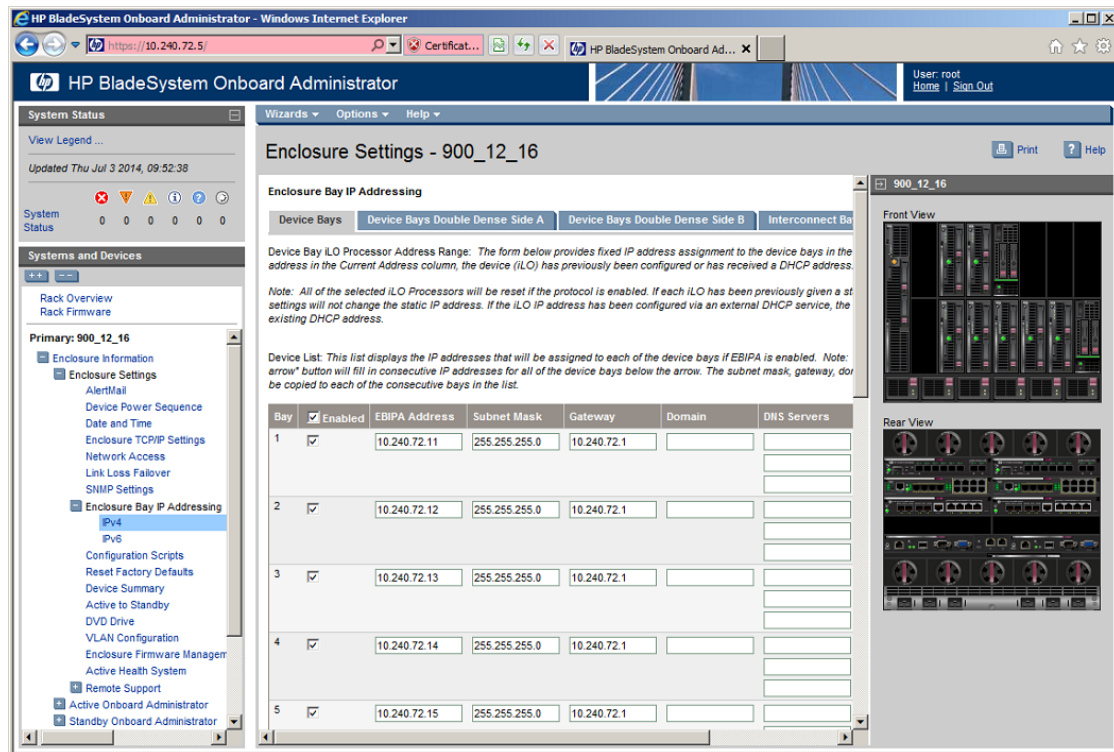 HP BladeSystem Onboard Administrator - Windows Internet Explorer
https://10.240.72.5/
Certificat...
HP BladeSystem Onboard Ad...
hp HP BladeSystem Onboard Administrator
User: root
Home | Sign Out
System Status
View Legend ...
Updated Thu Jul 3 2014, 09:52:38
System Status 0 0 0 0 0 0
Systems and Devices
Rack Overview
Rack Firmware
Primary: 900_12_16
Enclosure Information
Enclosure Settings
AlertMail
Device Power Sequence
Date and Time
Enclosure TCP/IP Settings
Network Access
Link Loss Failover
SNMP Settings
Enclosure Bay IP Addressing
IPv4
IPv6
Configuration Scripts
Reset Factory Defaults
Device Summary
Active to Standby
DVD Drive
VLAN Configuration
Enclosure Firmware Managem
Active Health System
Remote Support
Active Onboard Administrator
Standby Onboard Administrator
Wizards Options Help
Enclosure Settings - 900_12_16
Print Help
Enclosure Bay IP Addressing
Device Bays Device Bays Double Dense Side A Device Bays Double Dense Side B Interconnect Ba
Device Bay iLO Processor Address Range: The form below provides fixed IP address assignment to the device bays in the
address in the Current Address column, the device (iLO) has previously been configured or has received a DHCP address.
Note: All of the selected iLO Processors will be reset if the protocol is enabled. If each iLO has been previously given a st
settings will not change the static IP address. If the iLO IP address has been configured via an external DHCP service, the
existing DHCP address.
Device List: This list displays the IP addresses that will be assigned to each of the device bays if EBIPA is enabled. Note:
arrow" button will fill in consecutive IP addresses for all of the device bays below the arrow. The subnet mask, gateway, dor
be copied to each of the consecutive bays in the list.
Bay Enabled EBIPA Address Subnet Mask Gateway Domain DNS Servers
1 10.240.72.11 255.255.255.0 10.240.72.1
2 10.240.72.12 255.255.255.0 10.240.72.1
3 10.240.72.13 255.255.255.0 10.240.72.1
4 10.240.72.14 255.255.255.0 10.240.72.1
5 10.240.72.15 255.255.255.0 10.240.72.1
900_12_16
Front View
Rear View